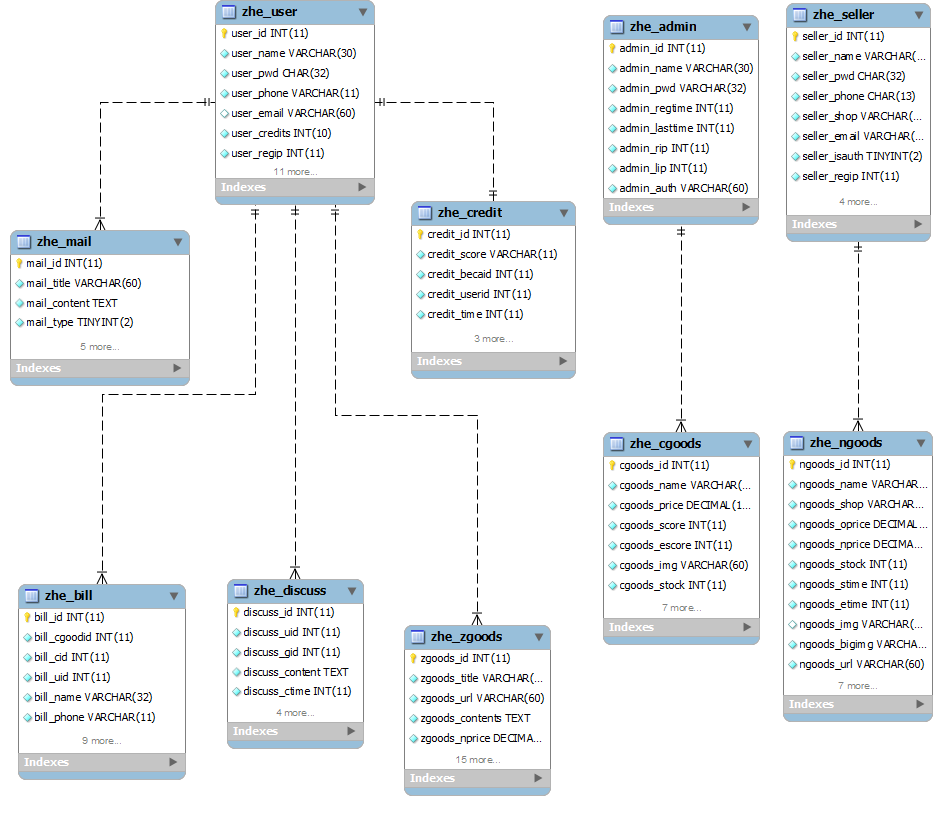 zhe_user
user_id INT(11)
user_name VARCHAR(30)
user_pwd CHAR(32)
user_phone VARCHAR(11)
user_email VARCHAR(60)
user_credits INT(10)
user_regip INT(11)
11 more...
Indexes
zhe_admin
admin_id INT(11)
admin_name VARCHAR(30)
admin_pwd VARCHAR(32)
admin_regtime INT(11)
admin_lasttime INT(11)
admin_rip INT(11)
admin_lip INT(11)
admin_auth VARCHAR(60)
Indexes
zhe_seller
seller_id INT(11)
seller_name VARCHAR(...
seller_pwd CHAR(32)
seller_phone CHAR(13)
seller_shop VARCHAR(...
seller_email VARCHAR(...
seller_isauth TINYINT(2)
seller_regip INT(11)
4 more...
Indexes
zhe_mail
mail_id INT(11)
mail_title VARCHAR(60)
mail_content TEXT
mail_type TINYINT(2)
5 more...
Indexes
zhe_credit
credit_id INT(11)
credit_score VARCHAR(11)
credit_becaid INT(11)
credit_userid INT(11)
credit_time INT(11)
3 more...
Indexes
zhe_cgoods
cgoods_id INT(11)
cgoods_name VARCHAR(...
cgoods_price DECIMAL(1...
cgoods_score INT(11)
cgoods_escore INT(11)
cgoods_img VARCHAR(60)
cgoods_stock INT(11)
7 more...
Indexes
zhe_ngoods
ngoods_id INT(11)
ngoods_name VARCHAR...
ngoods_shop VARCHAR...
ngoods_oprice DECIMAL...
ngoods_nprice DECIMA...
ngoods_stock INT(11)
ngoods_stime INT(11)
ngoods_etime INT(11)
ngoods_img VARCHAR(...
ngoods_bigimg VARCHA...
ngoods_url VARCHAR(60)
7 more...
Indexes
zhe_bill
bill_id INT(11)
bill_cgoodid INT(11)
bill_cid INT(11)
bill_uid INT(11)
bill_name VARCHAR(32)
bill_phone VARCHAR(11)
9 more...
Indexes
zhe_discuss
discuss_id INT(11)
discuss_uid INT(11)
discuss_gid INT(11)
discuss_content TEXT
discuss_ctime INT(11)
4 more...
Indexes
zhe_zgoods
zgoods_id INT(11)
zgoods_title VARCHAR(...
zgoods_url VARCHAR(60)
zgoods_contents TEXT
zgoods_nprice DECIMA...
15 more...
Indexes